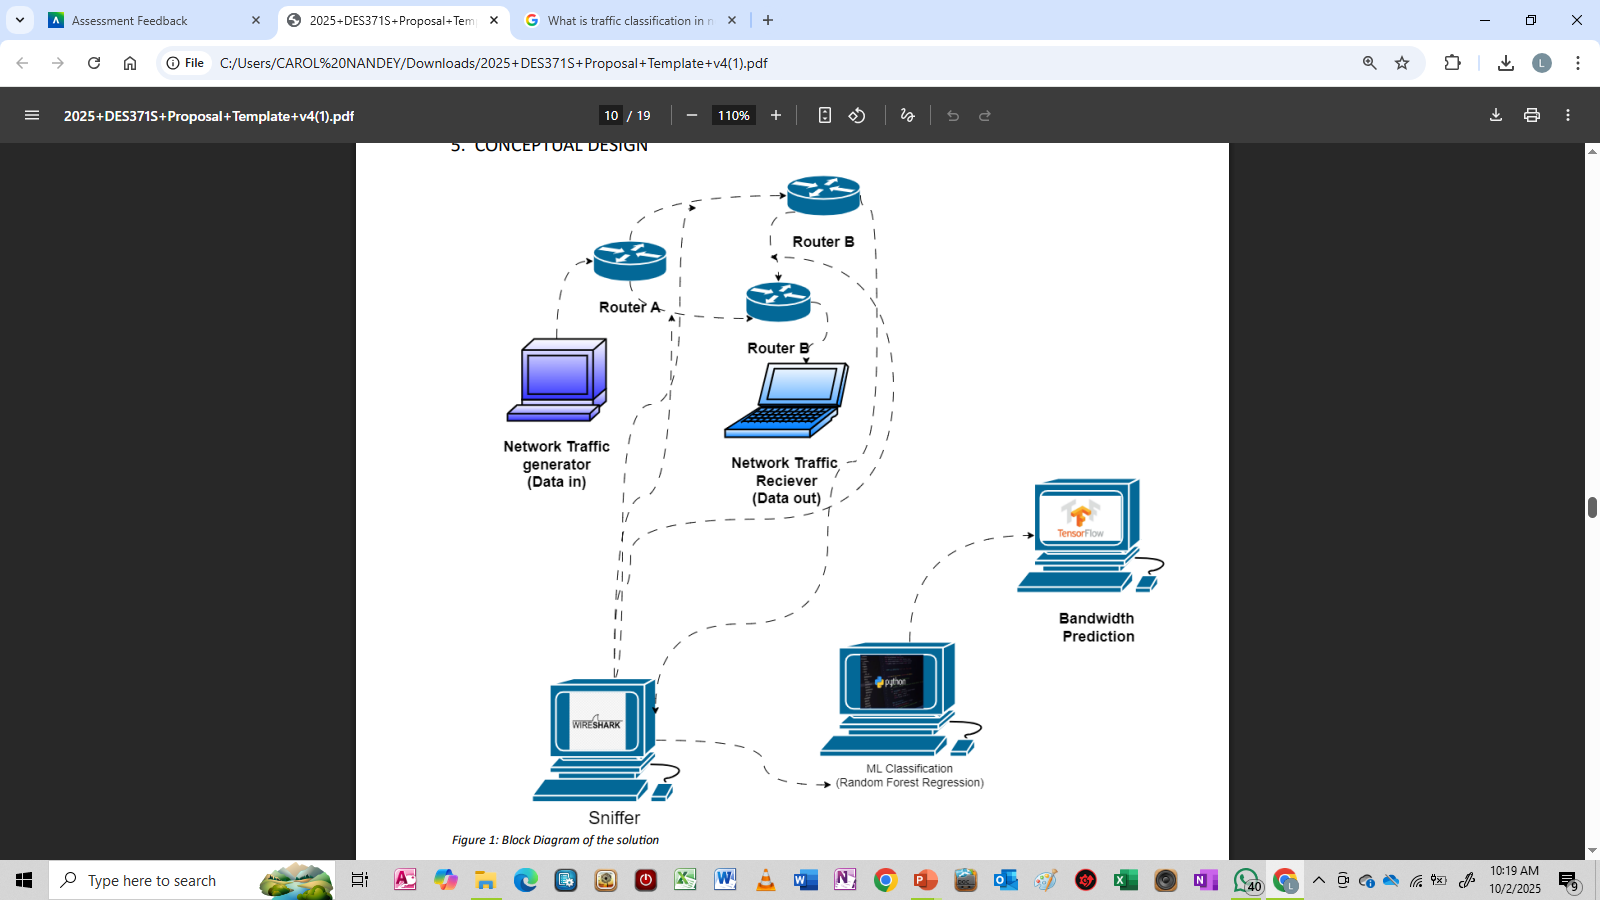 Assessment Feedback
2025+DES371S+Proposal+Tem
What is traffic classification in n
File
C:/Users/CAROL%20NANDEY/Downloads/2025+DES371S+Proposal+Template+v4(1).pdf
L
2025+DES371S+Proposal+Template+v4(1).pdf
10 / 19
110%
5. CONCEPTUAL DESIGN
Router B
Router A
Router B
Network Traffic
generator
(Data in)
Network Traffic
Reciever
(Data out)
TensorFlow
Bandwidth
Prediction
python
WIRESHARK
ML Classification
(Random Forest Regression)
Sniffer
Figure 1: Block Diagram of the solution
Type here to search
40
L
10:19 AM
10/2/2025
9